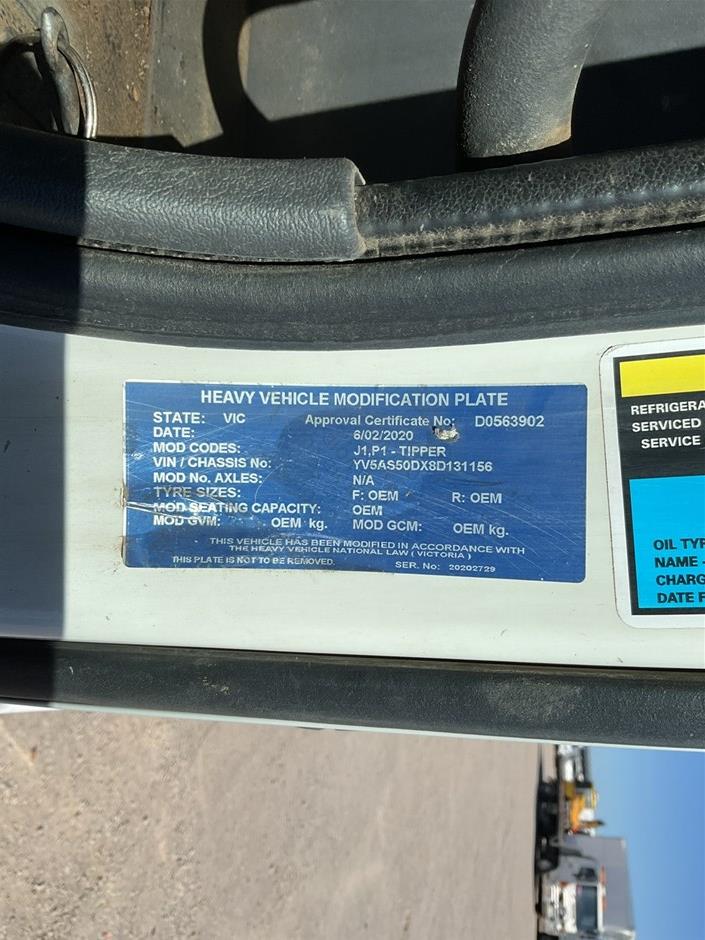 HEAVY VEHICLE MODIFICATION PLATE
STATE: VIC Approval Certificate No: D0563902
DATE: 6/02/2020
MOD CODES: J1,P1 - TIPPER
VIN / CHASSIS No: YV5AS50DX8D131156
MOD No. AXLES: N/A
TYRE SIZES: F: OEM R: OEM
MOD SEATING CAPACITY: OEM
MOD GVM: OEM kg. MOD GCM: OEM kg.
THIS VEHICLE HAS BEEN MODIFIED IN ACCORDANCE WITH
THE HEAVY VEHICLE NATIONAL LAW ( VICTORIA )
THIS PLATE IS NOT TO BE REMOVED. SER. No: 20202729
REFRIGERA
SERVICED
SERVICE
OIL TYP
NAME -
CHARG
DATE F